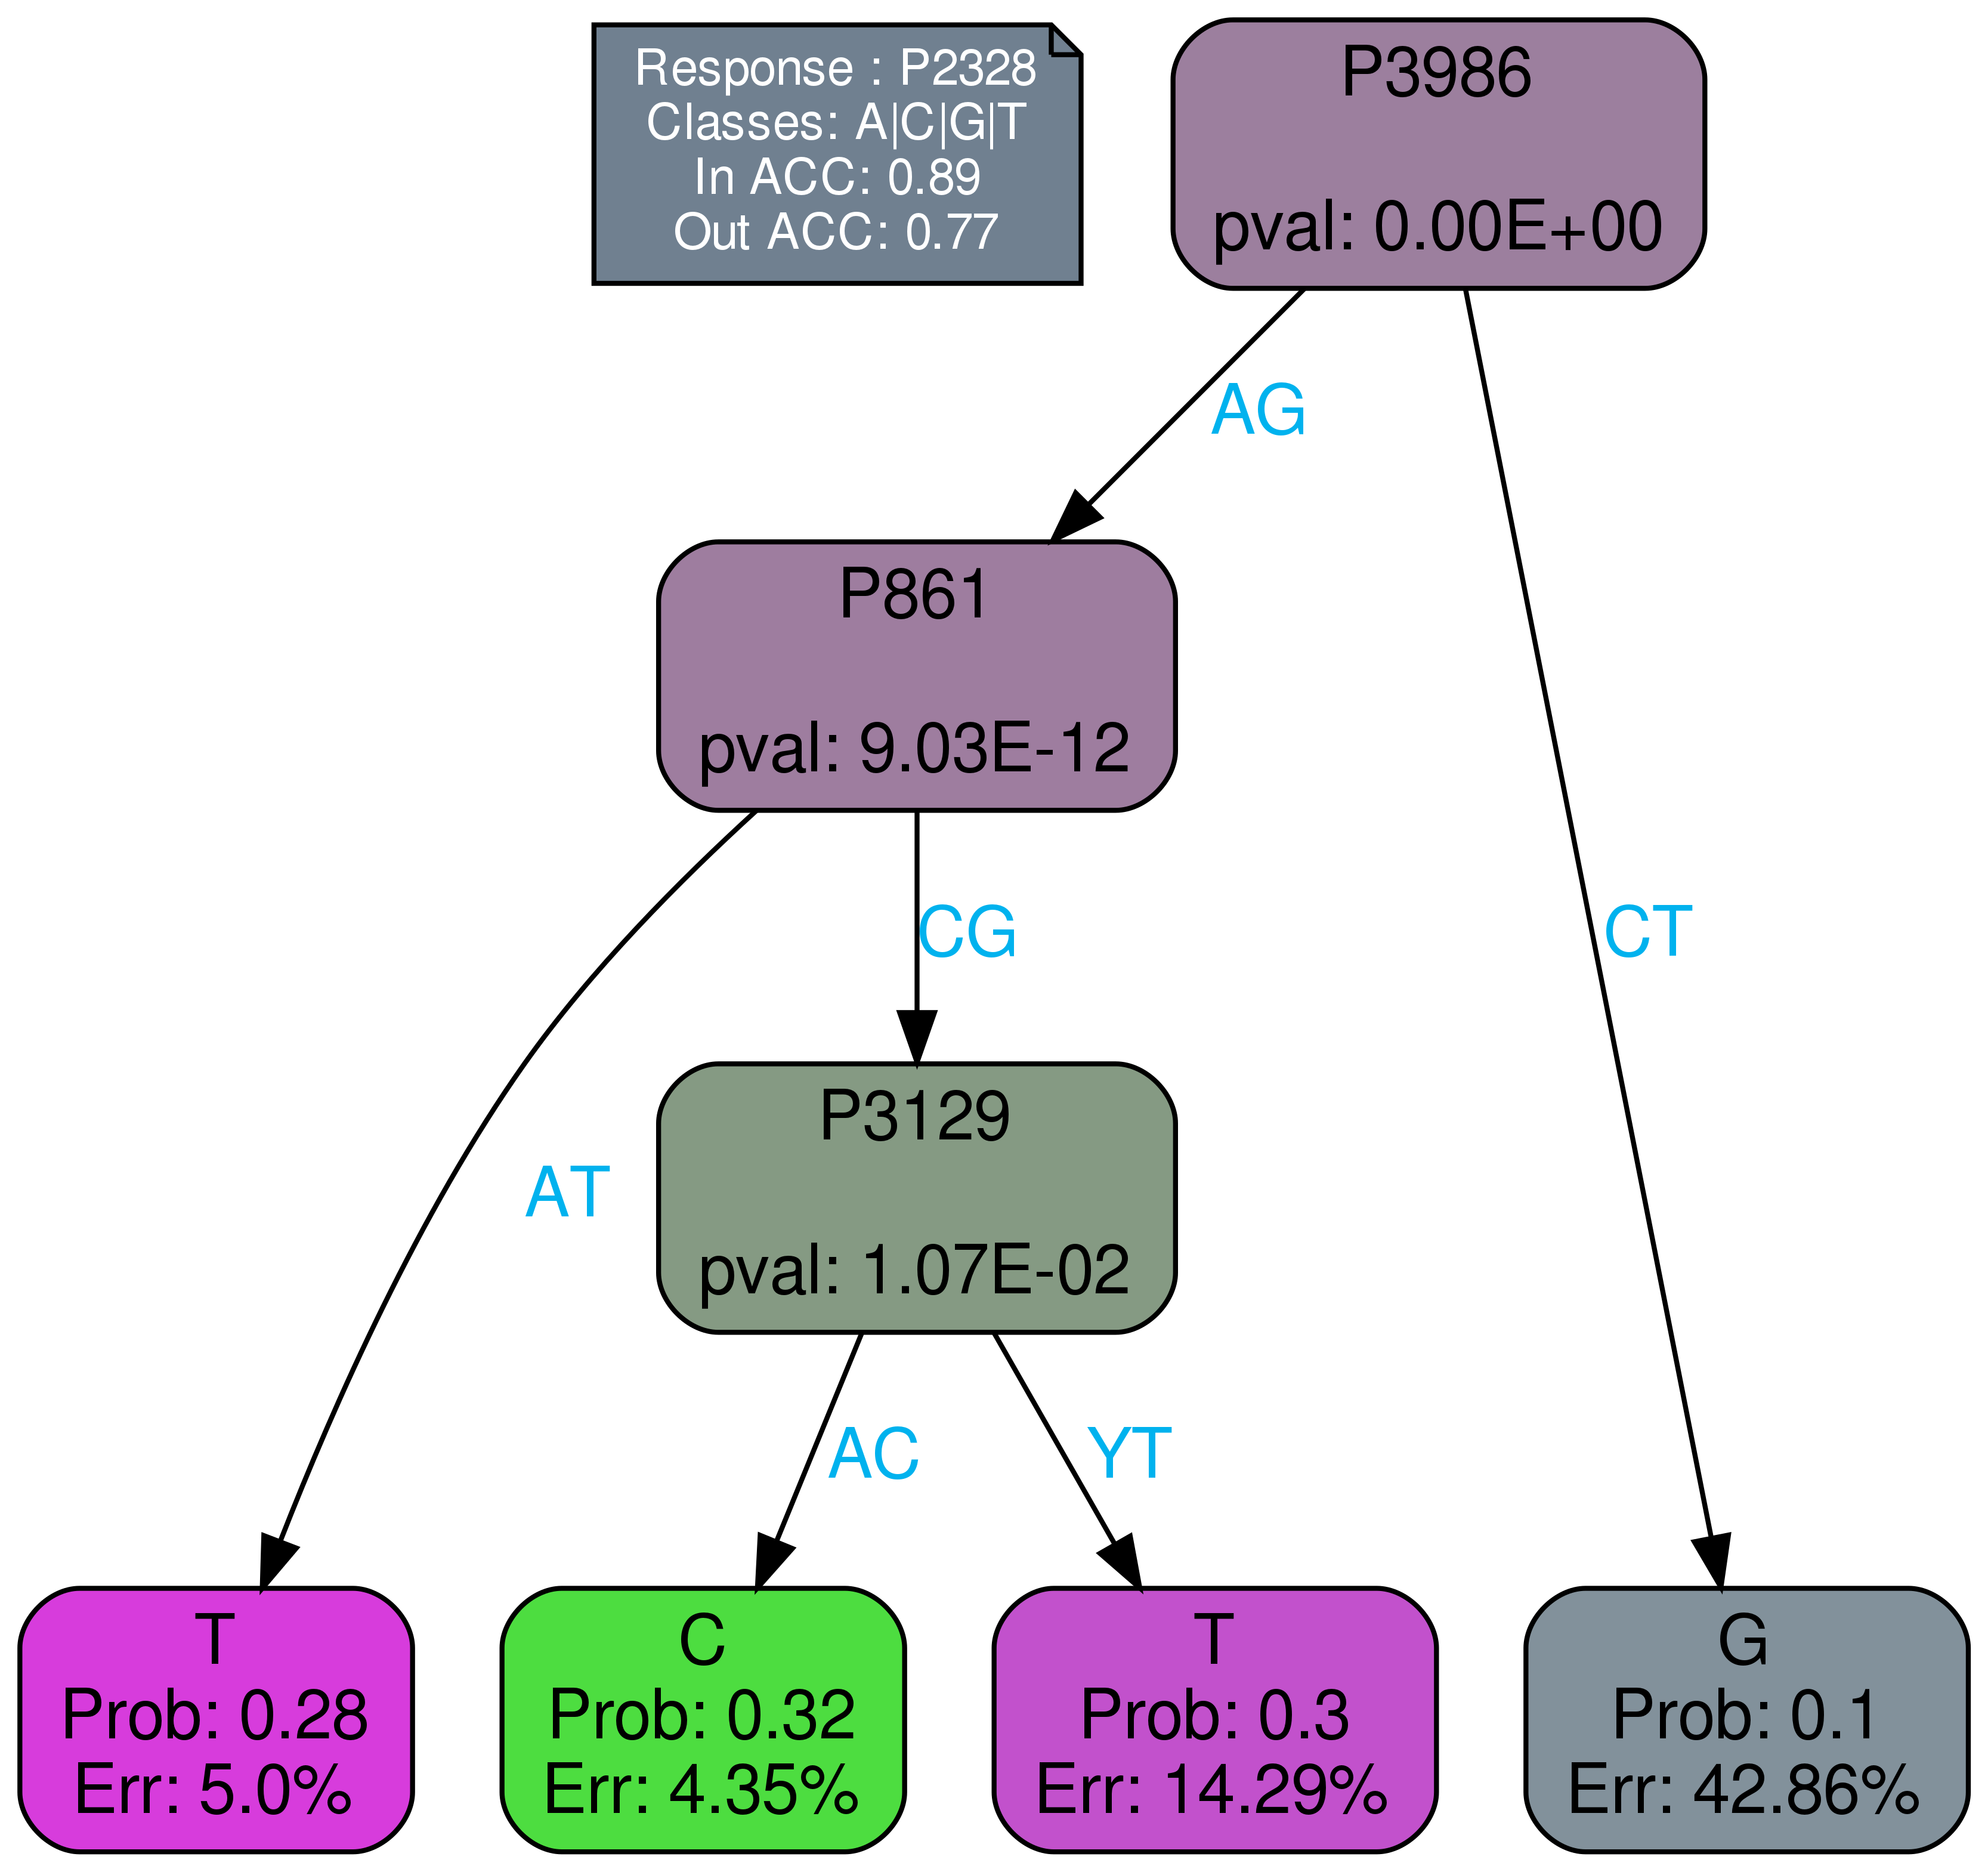 Response : P2328
Classes: A|C|G|T
In ACC: 0.89
Out ACC: 0.77
P3986
pval: 0.00E+00
AG
P861
pval: 9.03E-12
CG
CT
P3129
pval: 1.07E-02
AT
AC
YT
T
Prob: 0.28
Err: 5.0%
C
Prob: 0.32
Err: 4.35%
T
Prob: 0.3
Err: 14.29%
G
Prob: 0.1
Err: 42.86%